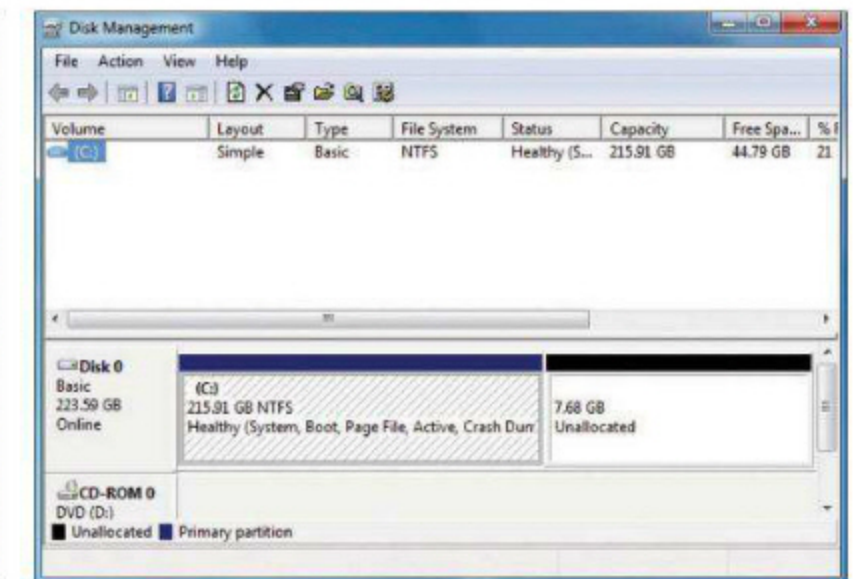 Disk Management
File Action View Help
Volume Layout Type File System Status Capacity Free Spa... %
(C:) Simple Basic NTFS Healthy (S... 215.91 GB 44.79 GB 21
Disk 0
Basic
223.59 GB
Online
(C:)
215.91 GB NTFS
Healthy (System, Boot, Page File, Active, Crash Dum
7.68 GB
Unallocated
CD-ROM 0
DVD (D:)
Unallocated Primary partition